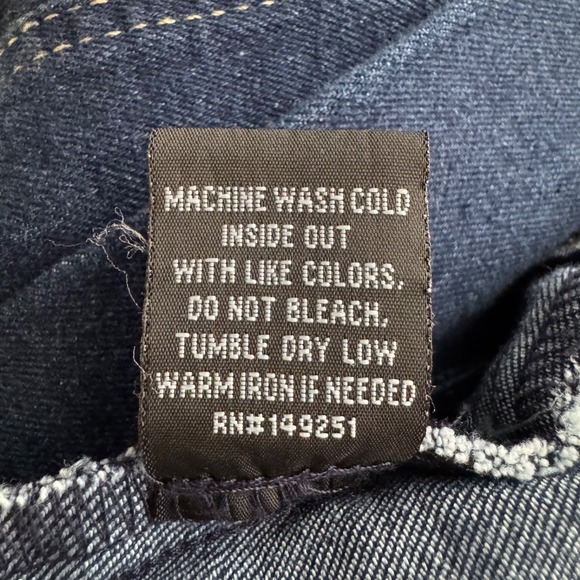 MACHINE WASH COLD
INSIDE OUT
WITH LIKE COLORS.
DO NOT BLEACH.
TUMBLE DRY LOW
WARM IRON IF NEEDED
RN#149251